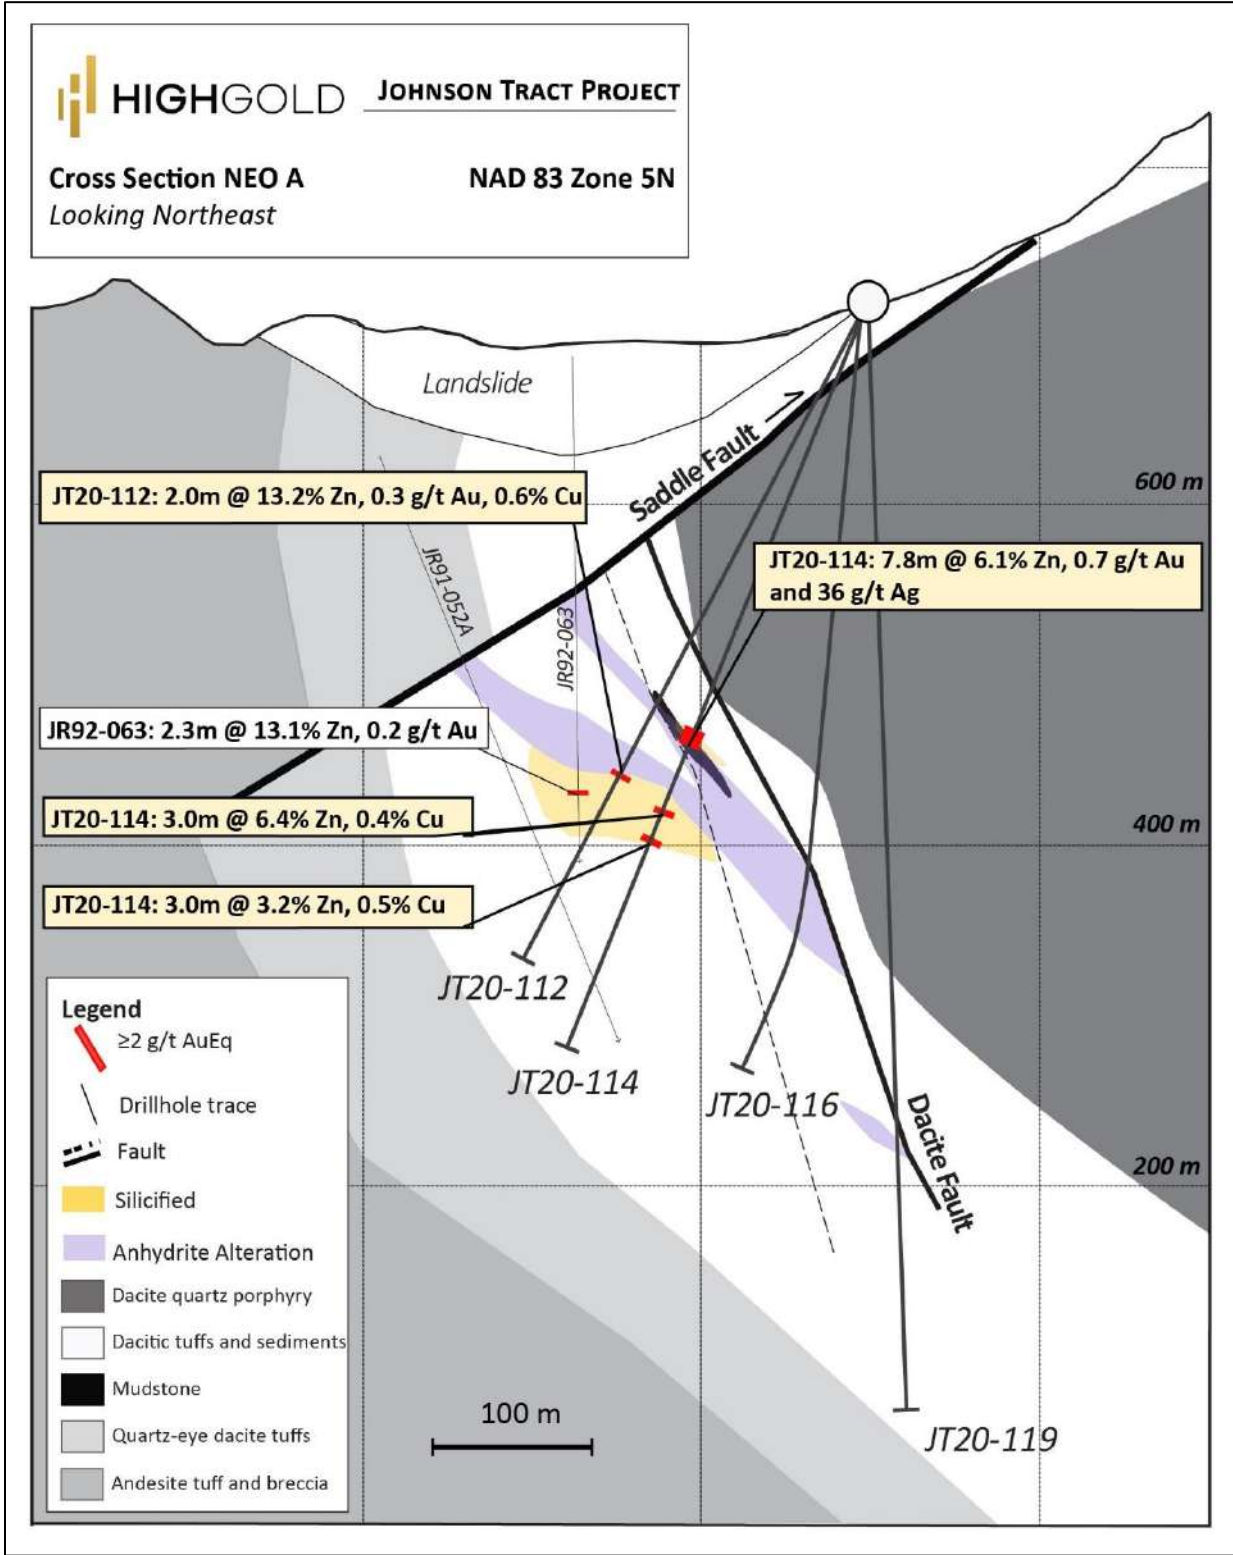 HIGHGOLD
JOHNSON TRACT PROJECT
Cross Section NEO A
NAD 83 Zone 5N
Looking Northeast
Landslide
Saddle Fault
JT20-112: 2.0m @ 13.2% Zn, 0.3 g/t Au, 0.6% Cu
600 m
JT20-114: 7.8m @ 6.1% Zn, 0.7 g/t Au
and 36 g/t Ag
JR91-052A
JR92-063
JR92-063: 2.3m @ 13.1% Zn, 0.2 g/t Au
JT20-114: 3.0m @ 6.4% Zn, 0.4% Cu
400 m
JT20-114: 3.0m @ 3.2% Zn, 0.5% Cu
JT20-112
JT20-114
JT20-116
Dacite Fault
200 m
JT20-119
Legend
≥2 g/t AuEq
Drillhole trace
Fault
Silicified
Anhydrite Alteration
Dacite quartz porphyry
Dacitic tuffs and sediments
Mudstone
Quartz-eye dacite tuffs
Andesite tuff and breccia
100 m